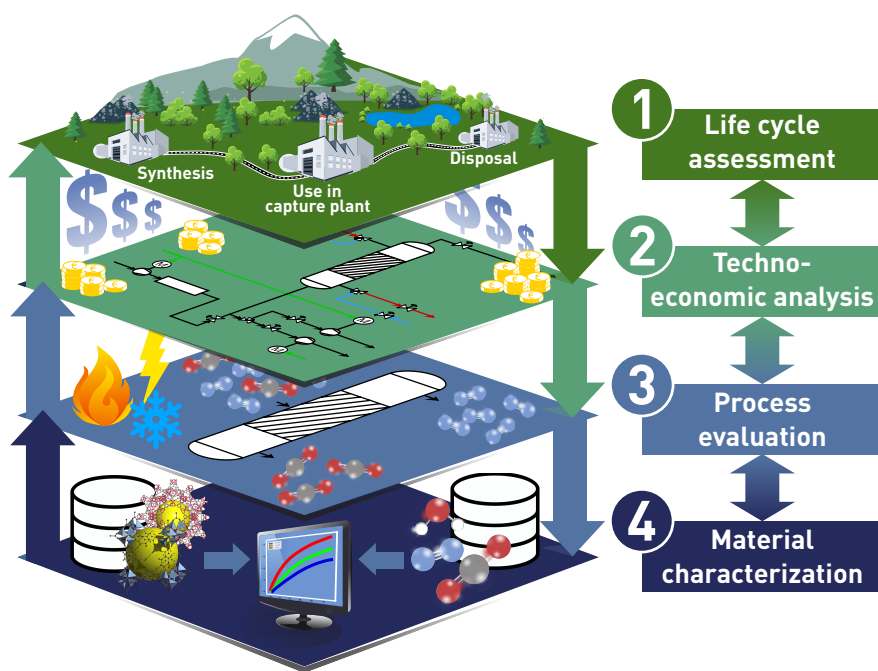 1
Life cycle
assessment
Synthesis
Use in
capture plant
Disposal
$ $ $
$ $ $
2
Techno-
economic analysis
3
Process
evaluation
4
Material
characterization